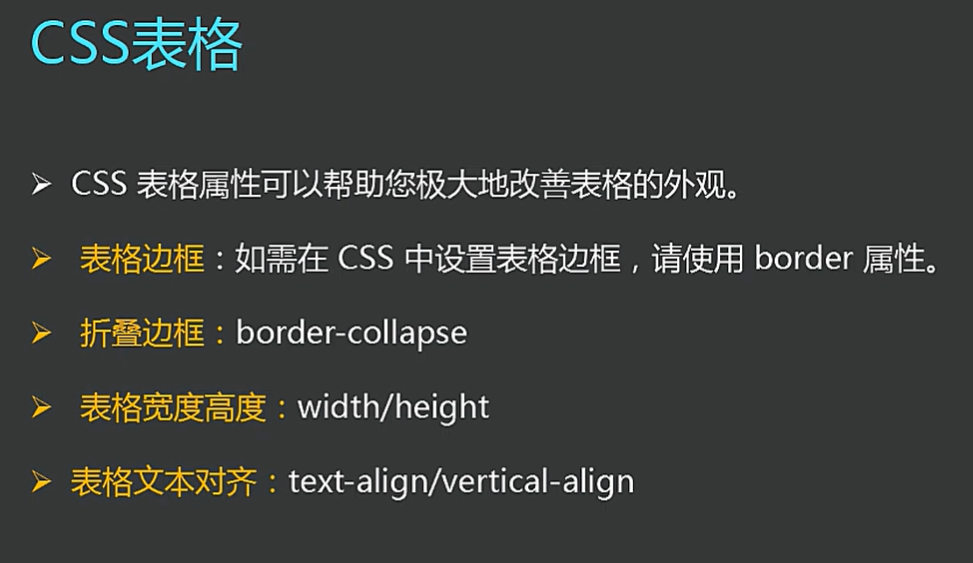 CSS表格
CSS 表格属性可以帮助您极大地改善表格的外观。
表格边框：如需在 CSS 中设置表格边框，请使用 border 属性。
折叠边框：border-collapse
表格宽度高度：width/height
表格文本对齐：text-align/vertical-align